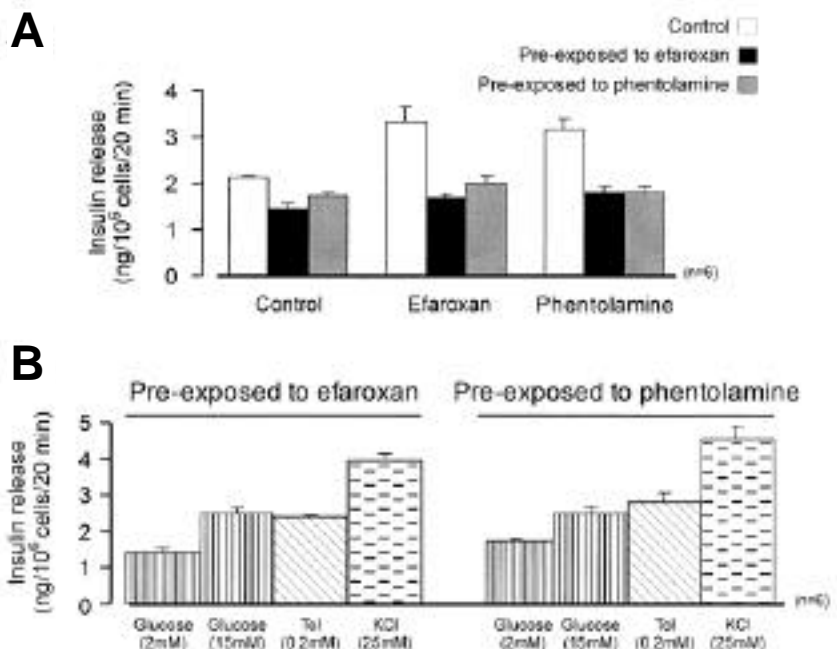 A
Control
Pre-exposed to efaroxan
Pre-exposed to phentolamine
Insulin release
(ng/10⁶ cells/20 min)
4
3
2
1
0
Control Efaroxan Phentolamine
(n=6)
B
Pre-exposed to efaroxan Pre-exposed to phentolamine
Insulin release
(ng/10⁶ cells/20 min)
5
4
3
2
1
0
Glucose Glucose Tol KCl Glucose Glucose Tol KCl
(2mM) (15mM) (0.2mM) (25mM) (2mM) (15mM) (0.2mM) (25mM)
(n=6)